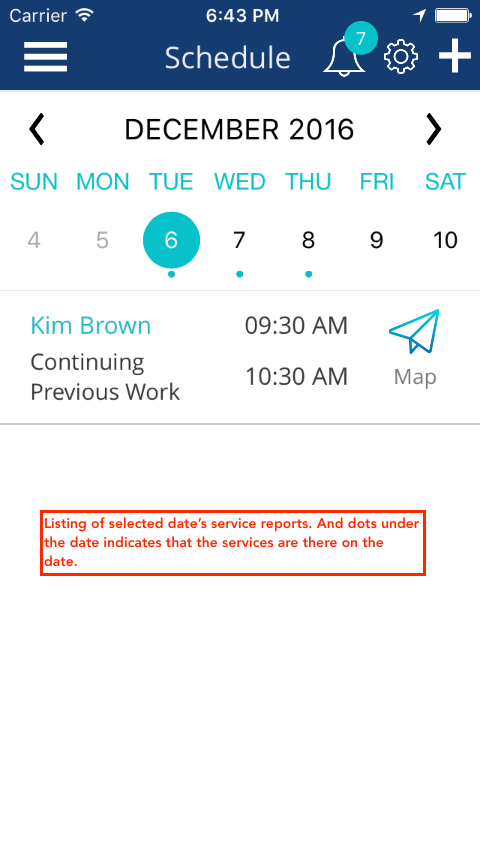 Carrier 6:43 PM
Schedule 7
DECEMBER 2016
SUN MON TUE WED THU FRI SAT
4 5 6 7 8 9 10
Kim Brown 09:30 AM
Continuing
Previous Work 10:30 AM Map
Listing of selected date’s service reports. And dots under
the date indicates that the services are there on the
date.